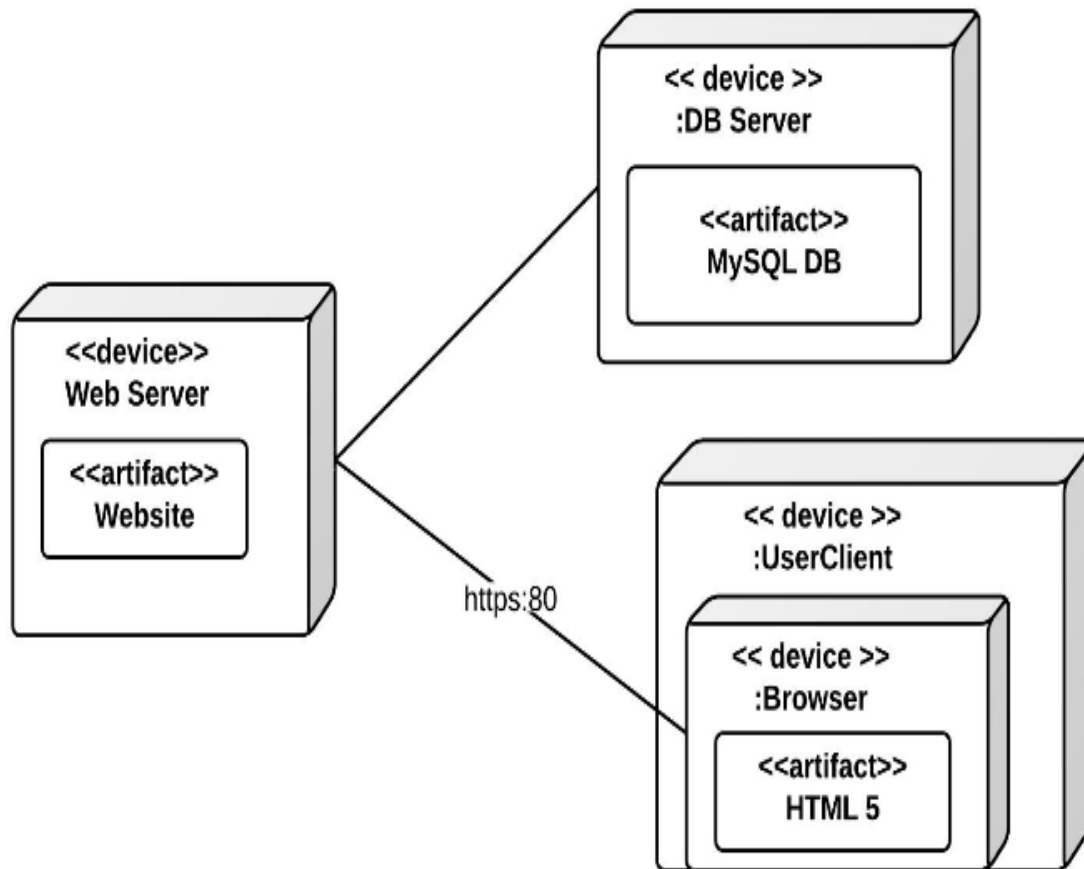 << device >>
:DB Server
<<artifact>>
MySQL DB
<<device>>
Web Server
<<artifact>>
Website
https:80
<< device >>
:UserClient
<< device >>
:Browser
<<artifact>>
HTML 5